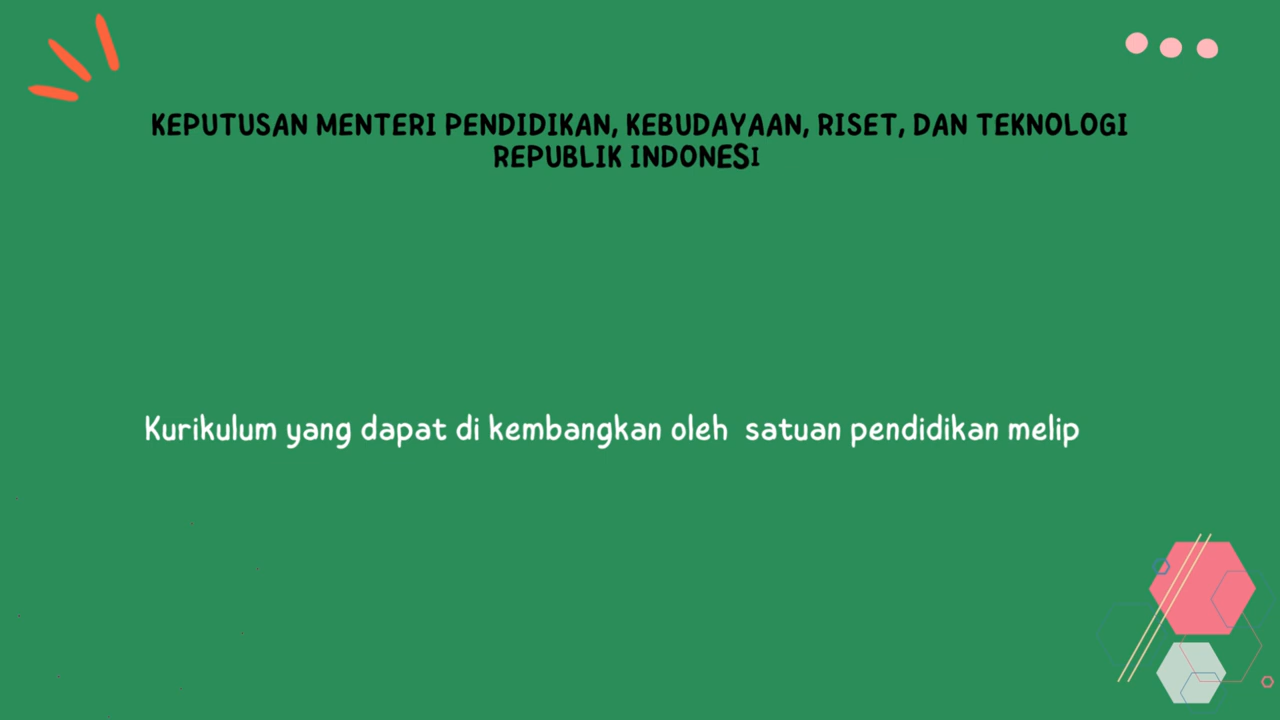 KEPUTUSAN MENTERI PENDIDIKAN, KEBUDAYAAN, RISET, DAN TEKNOLOGI
REPUBLIK INDONESI
Kurikulum yang dapat di kembangkan oleh  satuan pendidikan melip